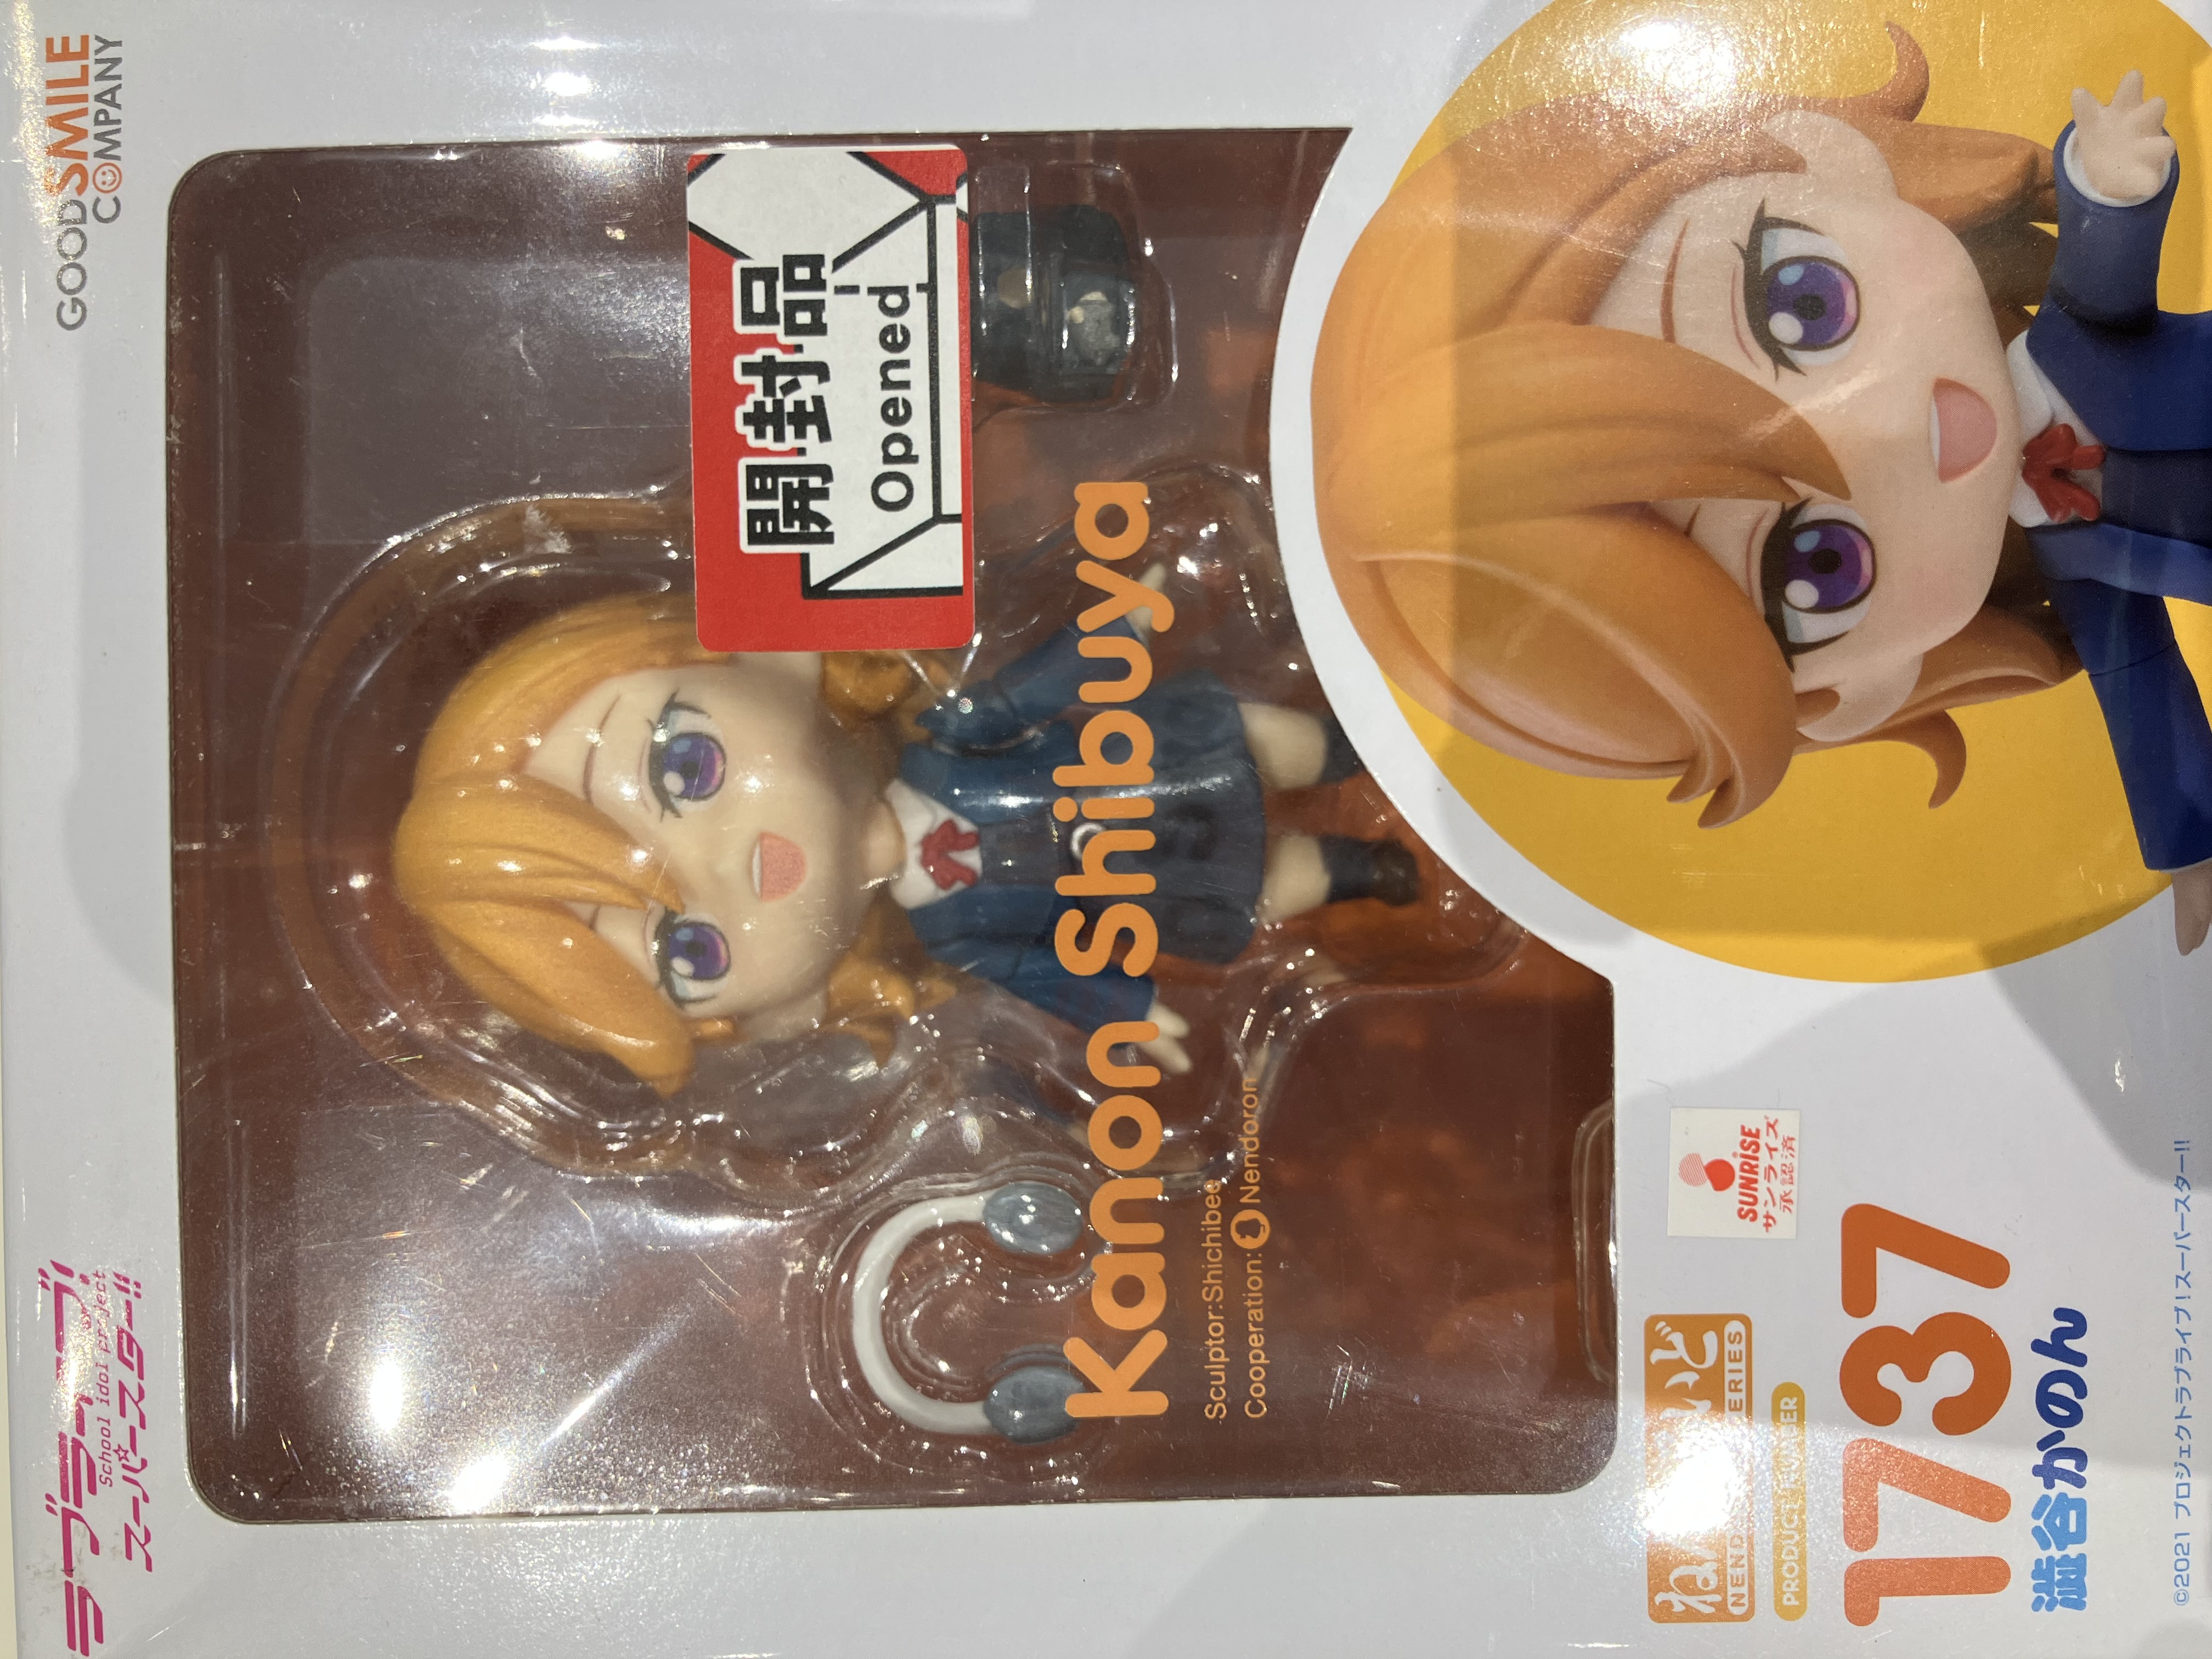 ラブライブ!
School idol project
スーパースター!!
GOOD SMILE
COMPANY
開封品
Opened
Kanon Shibuya
Sculptor:Shichibee
Cooperation: Nendoron
SUNRISE
サンライズ
承認済
SERIES
PRODUCT NUMBER
1737
澁谷かのん
©2021 プロジェクトラブライブ!スーパースター!!